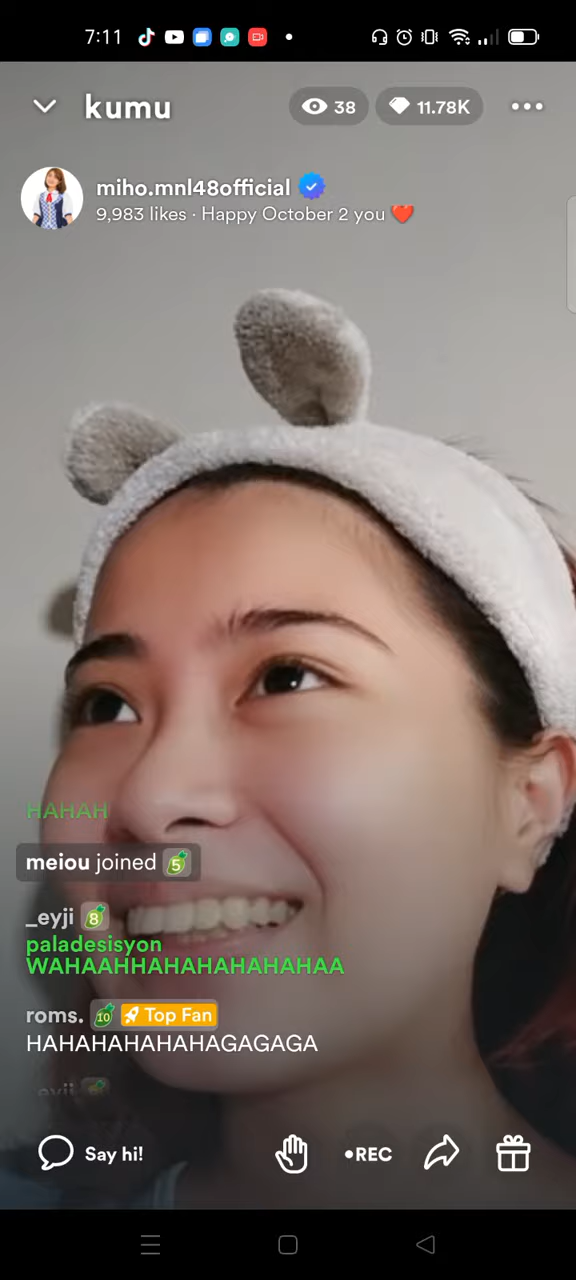 7:11
kumu
38
11.78K
miho.mnl48official
9,983 likes · Happy October 2 you ❤️
HAHAH
meiou joined 5
_eyji 8
paladesisyon
WAHAAHHAHAHAHAHAHAA
roms. 10 Top Fan
HAHAHAHAHAHAGAGAGA
Say hi!
•REC